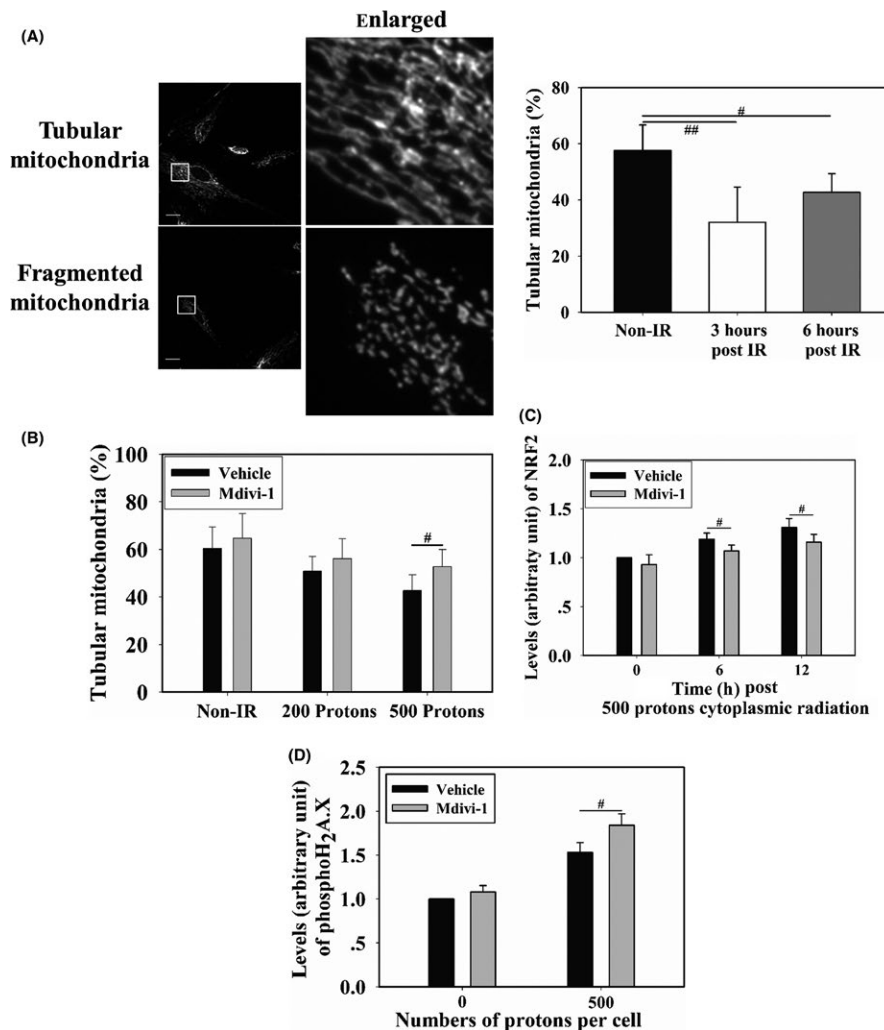 (A)
Enlarged
Tubular
mitochondria
Fragmented
mitochondria
Tubular mitochondria (%)
80
60
40
20
0
#
##
Non-IR
3 hours
post IR
6 hours
post IR
(B)
Tubular mitochondria (%)
100
80
60
40
20
0
Vehicle
Mdivi-1
#
Non-IR
200 Protons
500 Protons
(C)
Levels (arbitraty unit) of NRF2
2.0
1.5
1.0
.5
0.0
Vehicle
Mdivi-1
#
#
0
6
12
Time (h) post
500 protons cytoplasmic radiation
(D)
Levels (arbitrary unit)
of phosphoH2A.X
2.5
2.0
1.5
1.0
.5
0.0
Vehicle
Mdivi-1
#
0
500
Numbers of protons per cell